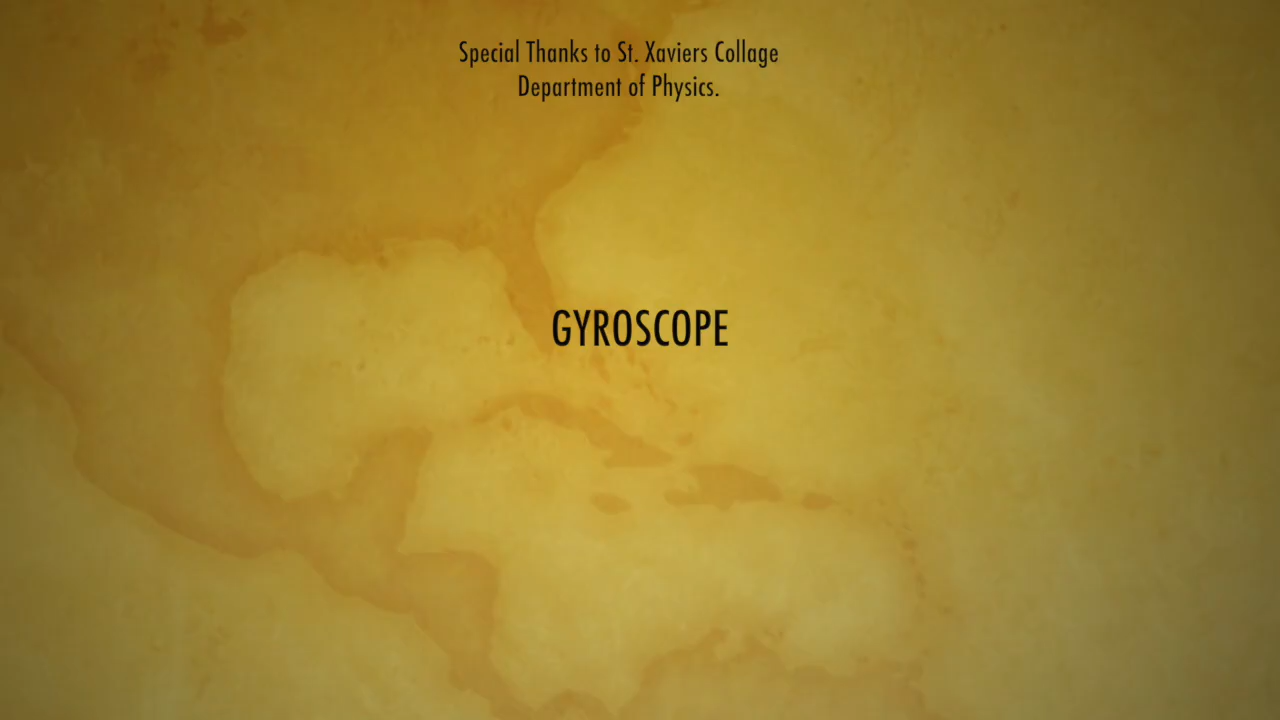 Special Thanks to St. Xaviers Collage
Department of Physics.
GYROSCOPE